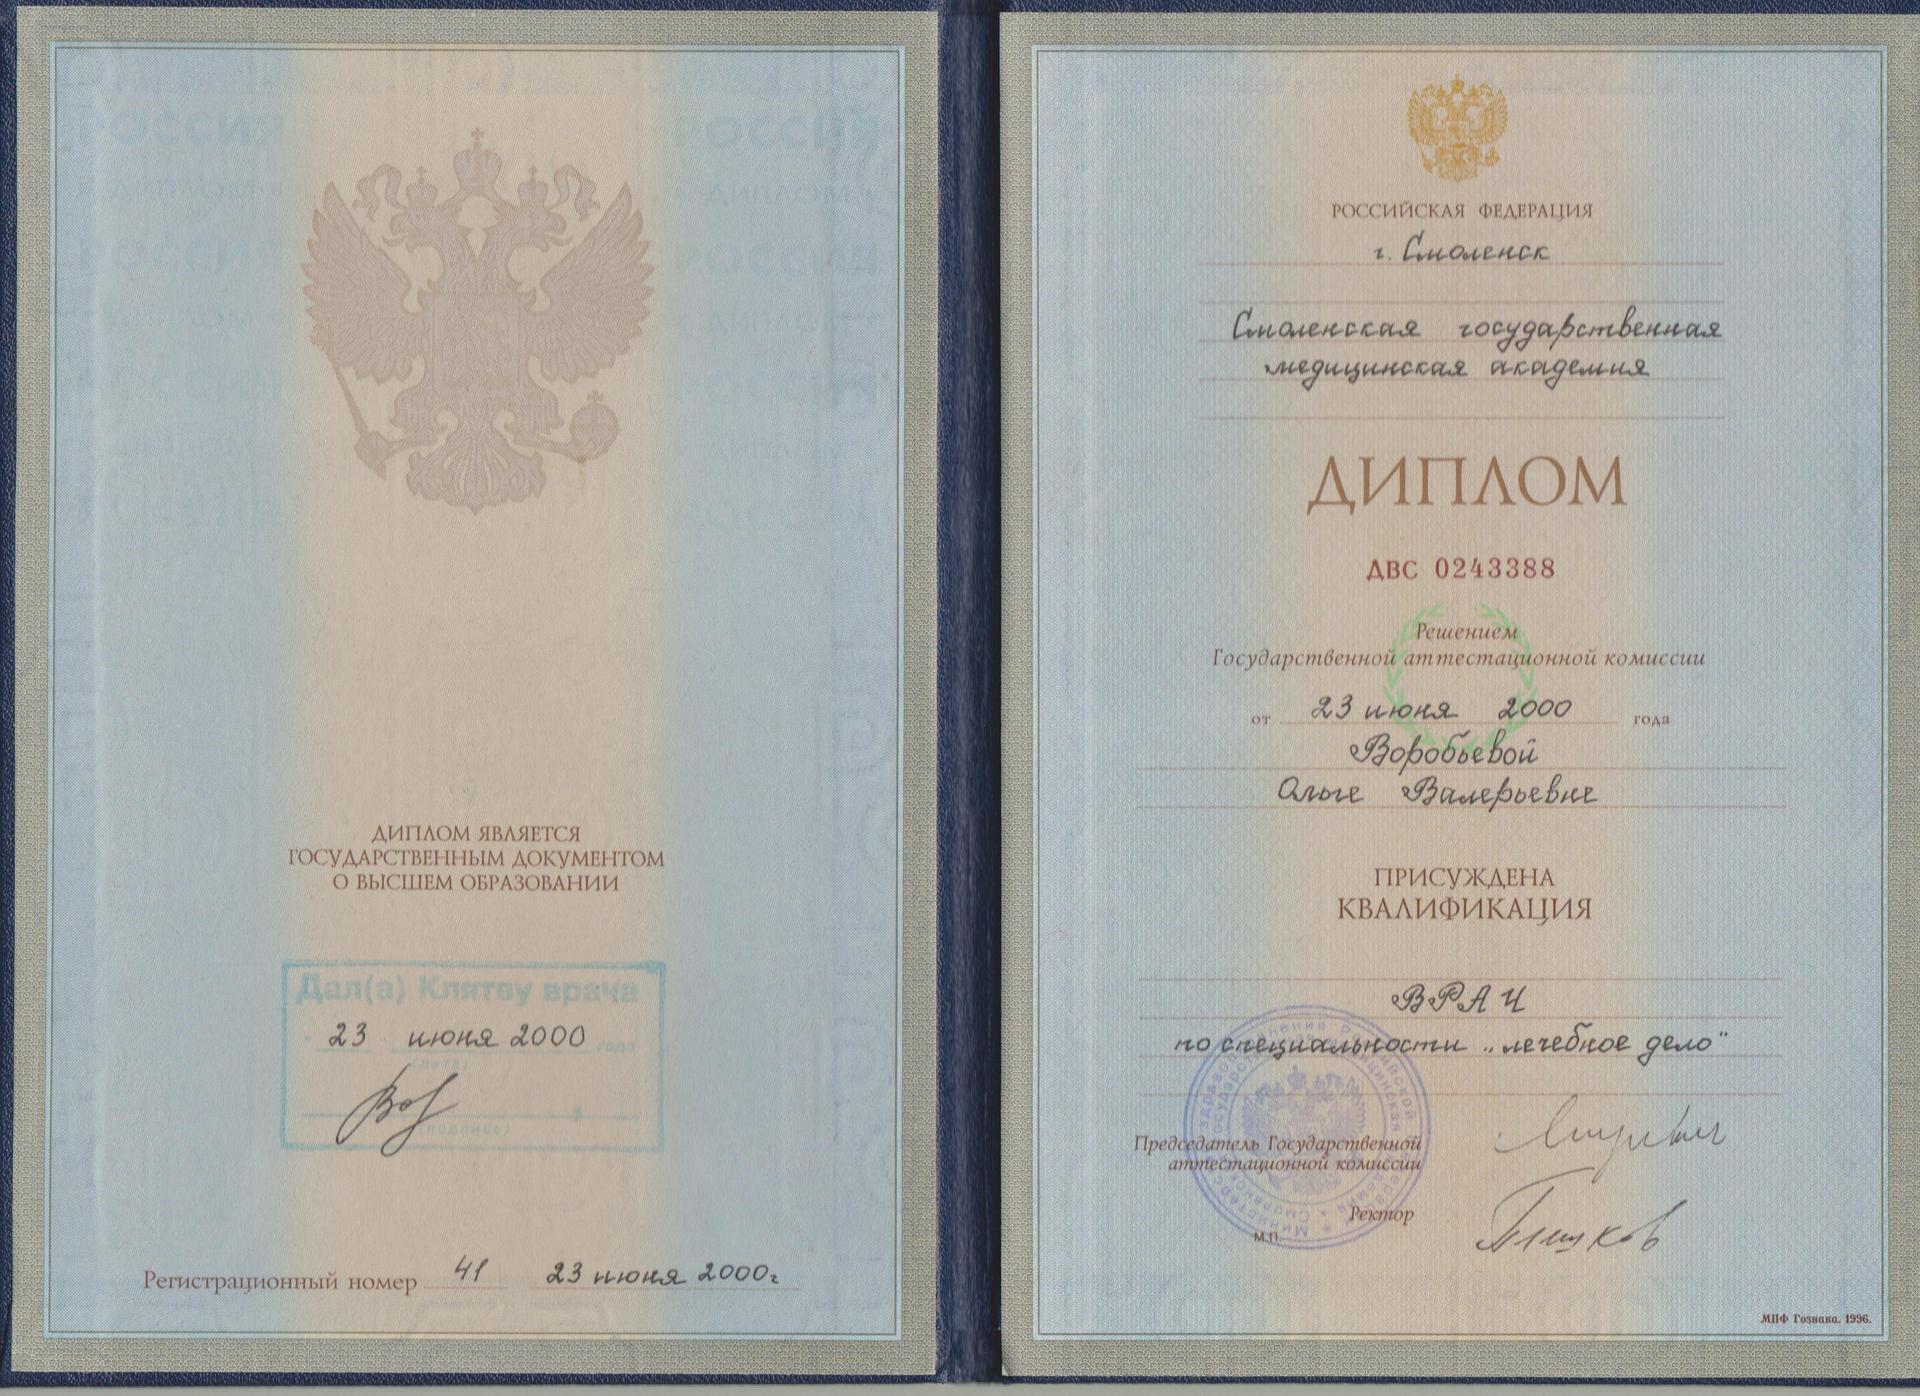 ДИПЛОМ ЯВЛЯЕТСЯ
ГОСУДАРСТВЕННЫМ ДОКУМЕНТОМ
О ВЫСШЕМ ОБРАЗОВАНИИ
Дал(а) Клятву врача
23 июня 2000 года
(подпись)
Регистрационный номер 41 23 июня 2000г
РОССИЙСКАЯ ФЕДЕРАЦИЯ
г. Смоленск
Смоленская государственная
медицинская академия
ДИПЛОМ
ДВС 0243388
Решением
Государственной аттестационной комиссии
от 23 июня 2000 года
Воробьевой
Ольге Валерьевне
ПРИСУЖДЕНА
КВАЛИФИКАЦИЯ
ВРАЧ
по специальности „лечебное дело"
Председатель Государственной
аттестационной комиссии
Ректор
М.П.
МПФ Гознака. 1996.